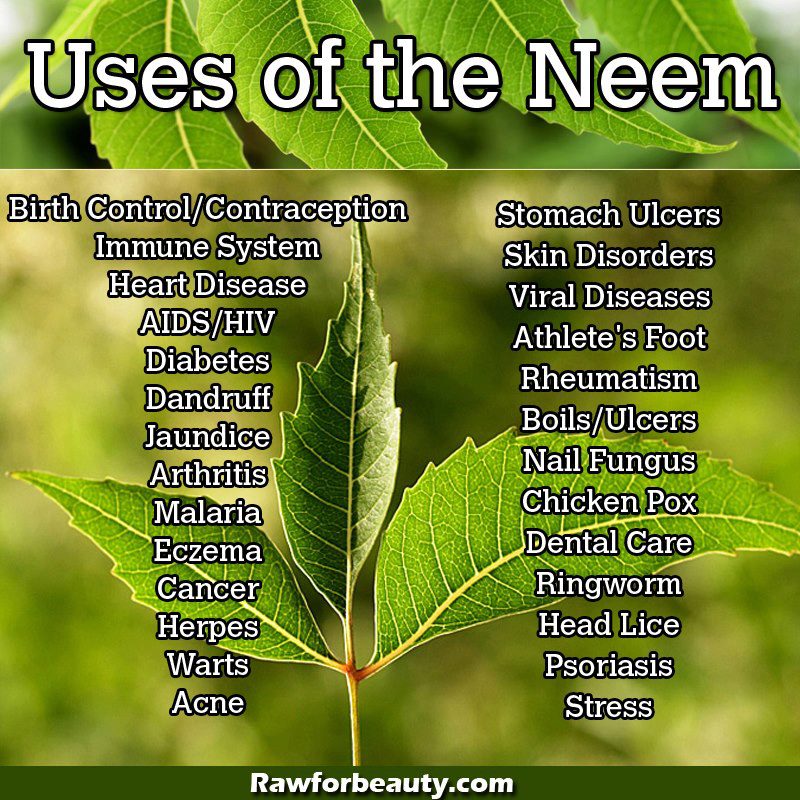 Uses of the Neem
Birth Control/Contraception
Immune System
Heart Disease
AIDS/HIV
Diabetes
Dandruff
Jaundice
Arthritis
Malaria
Eczema
Cancer
Herpes
Warts
Acne
Stomach Ulcers
Skin Disorders
Viral Diseases
Athlete's Foot
Rheumatism
Boils/Ulcers
Nail Fungus
Chicken Pox
Dental Care
Ringworm
Head Lice
Psoriasis
Stress
Rawforbeauty.com